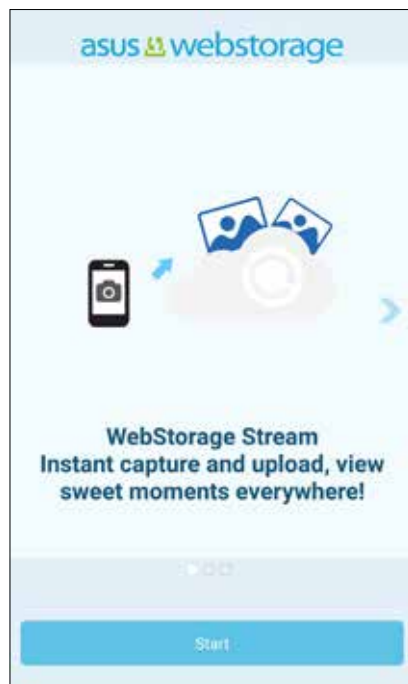 asus webstorage
WebStorage Stream
Instant capture and upload, view
sweet moments everywhere!
Start